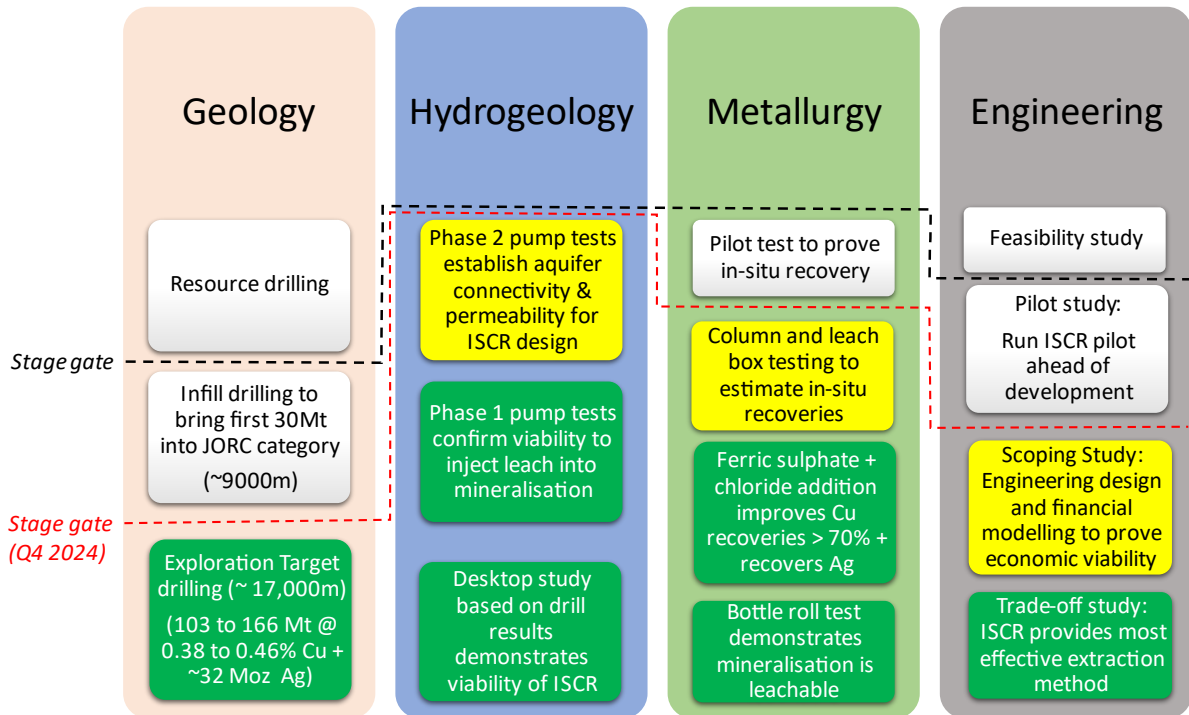 Geology
Resource drilling
Infill drilling to
bring first 30Mt
into JORC category
(~9000m)
Exploration Target
drilling (~ 17,000m)
(103 to 166 Mt @
0.38 to 0.46% Cu +
~32 Moz Ag)
Hydrogeology
Phase 2 pump tests
establish aquifer
connectivity &
permeability for
ISCR design
Phase 1 pump tests
confirm viability to
inject leach into
mineralisation
Desktop study
based on drill
results
demonstrates
viability of ISCR
Metallurgy
Pilot test to prove
in-situ recovery
Column and leach
box testing to
estimate in-situ
recoveries
Ferric sulphate +
chloride addition
improves Cu
recoveries > 70% +
recovers Ag
Bottle roll test
demonstrates
mineralisation is
leachable
Engineering
Feasibility study
Pilot study:
Run ISCR pilot
ahead of
development
Scoping Study:
Engineering design
and financial
modelling to prove
economic viability
Trade-off study:
ISCR provides most
effective extraction
method
Stage gate
Stage gate
(Q4 2024)